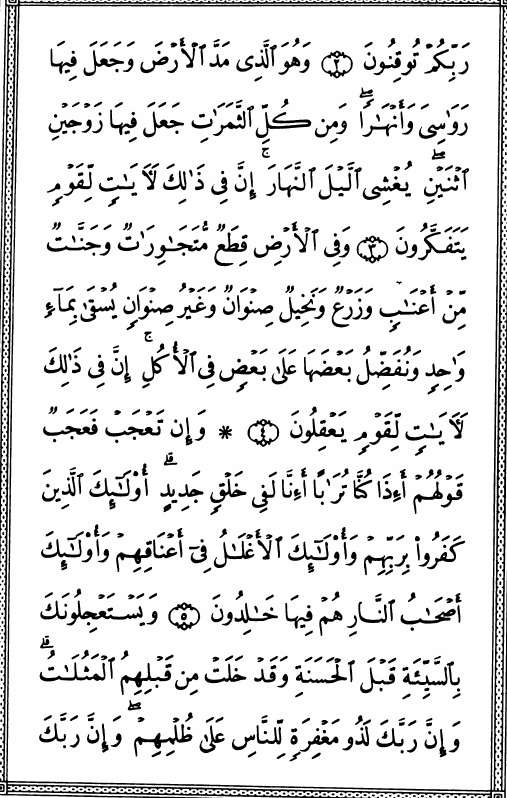 رَبِّكُمۡ تُوقِنُونَ ٢ وَهُوَ ٱلَّذِي مَدَّ ٱلۡأَرۡضَ وَجَعَلَ فِيهَا
رَوَٰسِيَ وَأَنۡهَٰرٗاۖ وَمِن كُلِّ ٱلثَّمَرَٰتِ جَعَلَ فِيهَا زَوۡجَيۡنِ
ٱثۡنَيۡنِۖ يُغۡشِي ٱلَّيۡلَ ٱلنَّهَارَۚ إِنَّ فِي ذَٰلِكَ لَأٓيَٰتٖ لِّقَوۡمٖ
يَتَفَكَّرُونَ ٣ وَفِي ٱلۡأَرۡضِ قِطَعٞ مُّتَجَٰوِرَٰتٞ وَجَنَّٰتٞ
مِّنۡ أَعۡنَٰبٖ وَزَرۡعٞ وَنَخِيلٞ صِنۡوَانٞ وَغَيۡرُ صِنۡوَانٖ يُسۡقَىٰ بِمَآءٖ
وَٰحِدٖ وَنُفَضِّلُ بَعۡضَهَا عَلَىٰ بَعۡضٖ فِي ٱلۡأُكُلِۚ إِنَّ فِي ذَٰلِكَ
لَأٓيَٰتٖ لِّقَوۡمٖ يَعۡقِلُونَ ٤ * وَإِن تَعۡجَبۡ فَعَجَبٞ
قَوۡلُهُمۡ أَءِذَا كُنَّا تُرَٰبًا أَءِنَّا لَفِي خَلۡقٖ جَدِيدٍۗ أُوْلَٰٓئِكَ ٱلَّذِينَ
كَفَرُواْ بِرَبِّهِمۡۖ وَأُوْلَٰٓئِكَ ٱلۡأَغۡلَٰلُ فِيٓ أَعۡنَاقِهِمۡۖ وَأُوْلَٰٓئِكَ
أَصۡحَٰبُ ٱلنَّارِۖ هُمۡ فِيهَا خَٰلِدُونَ ٥ وَيَسۡتَعۡجِلُونَكَ
بِٱلسَّيِّئَةِ قَبۡلَ ٱلۡحَسَنَةِ وَقَدۡ خَلَتۡ مِن قَبۡلِهِمُ ٱلۡمَثُلَٰتُۗ
وَإِنَّ رَبَّكَ لَذُو مَغۡفِرَةٖ لِّلنَّاسِ عَلَىٰ ظُلۡمِهِمۡۖ وَإِنَّ رَبَّكَ